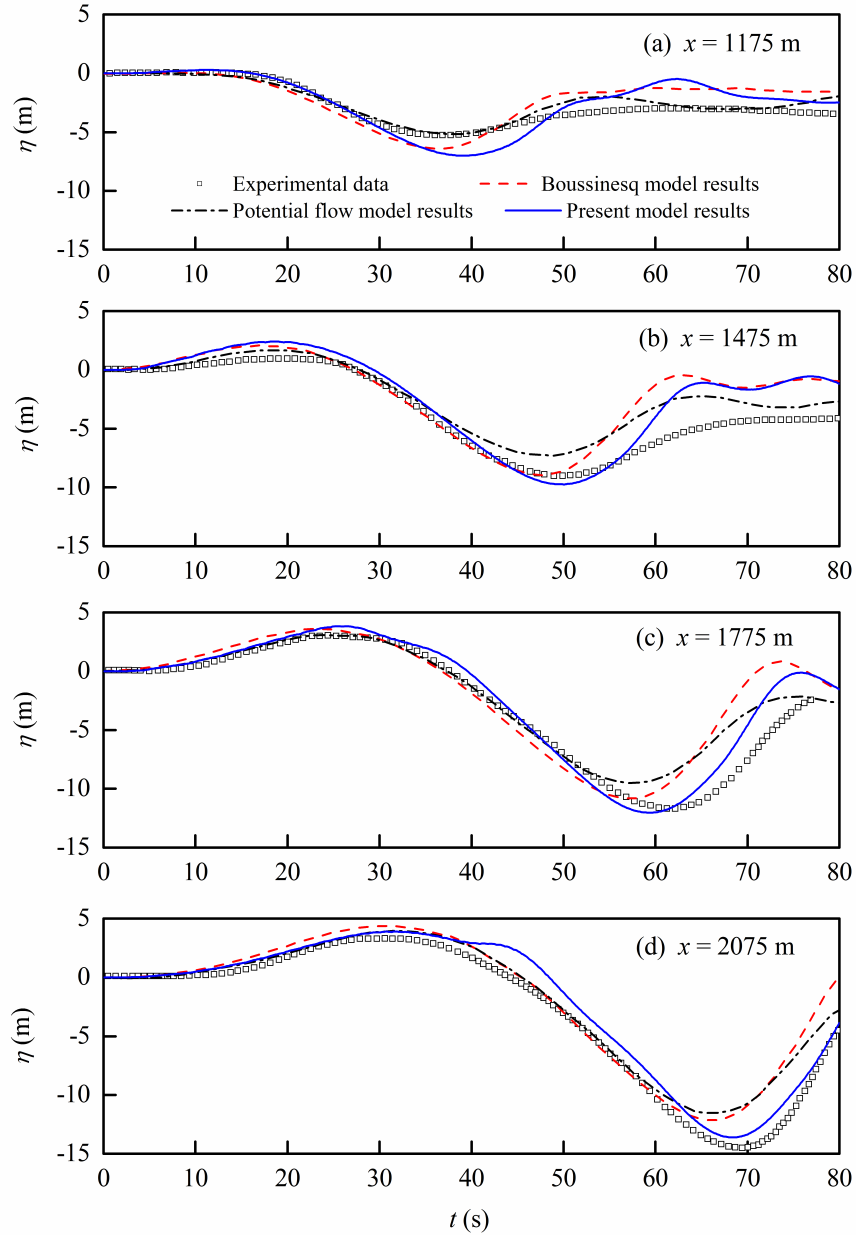 5
(a) x = 1175 m
0
η (m)
-5
Experimental data
Boussinesq model results
-10
Potential flow model results
Present model results
-15
0 10 20 30 40 50 60 70 80
5
(b) x = 1475 m
0
η (m)
-5
-10
-15
0 10 20 30 40 50 60 70 80
5
(c) x = 1775 m
0
η (m)
-5
-10
-15
0 10 20 30 40 50 60 70 80
5
(d) x = 2075 m
0
η (m)
-5
-10
-15
0 10 20 30 40 50 60 70 80
t (s)